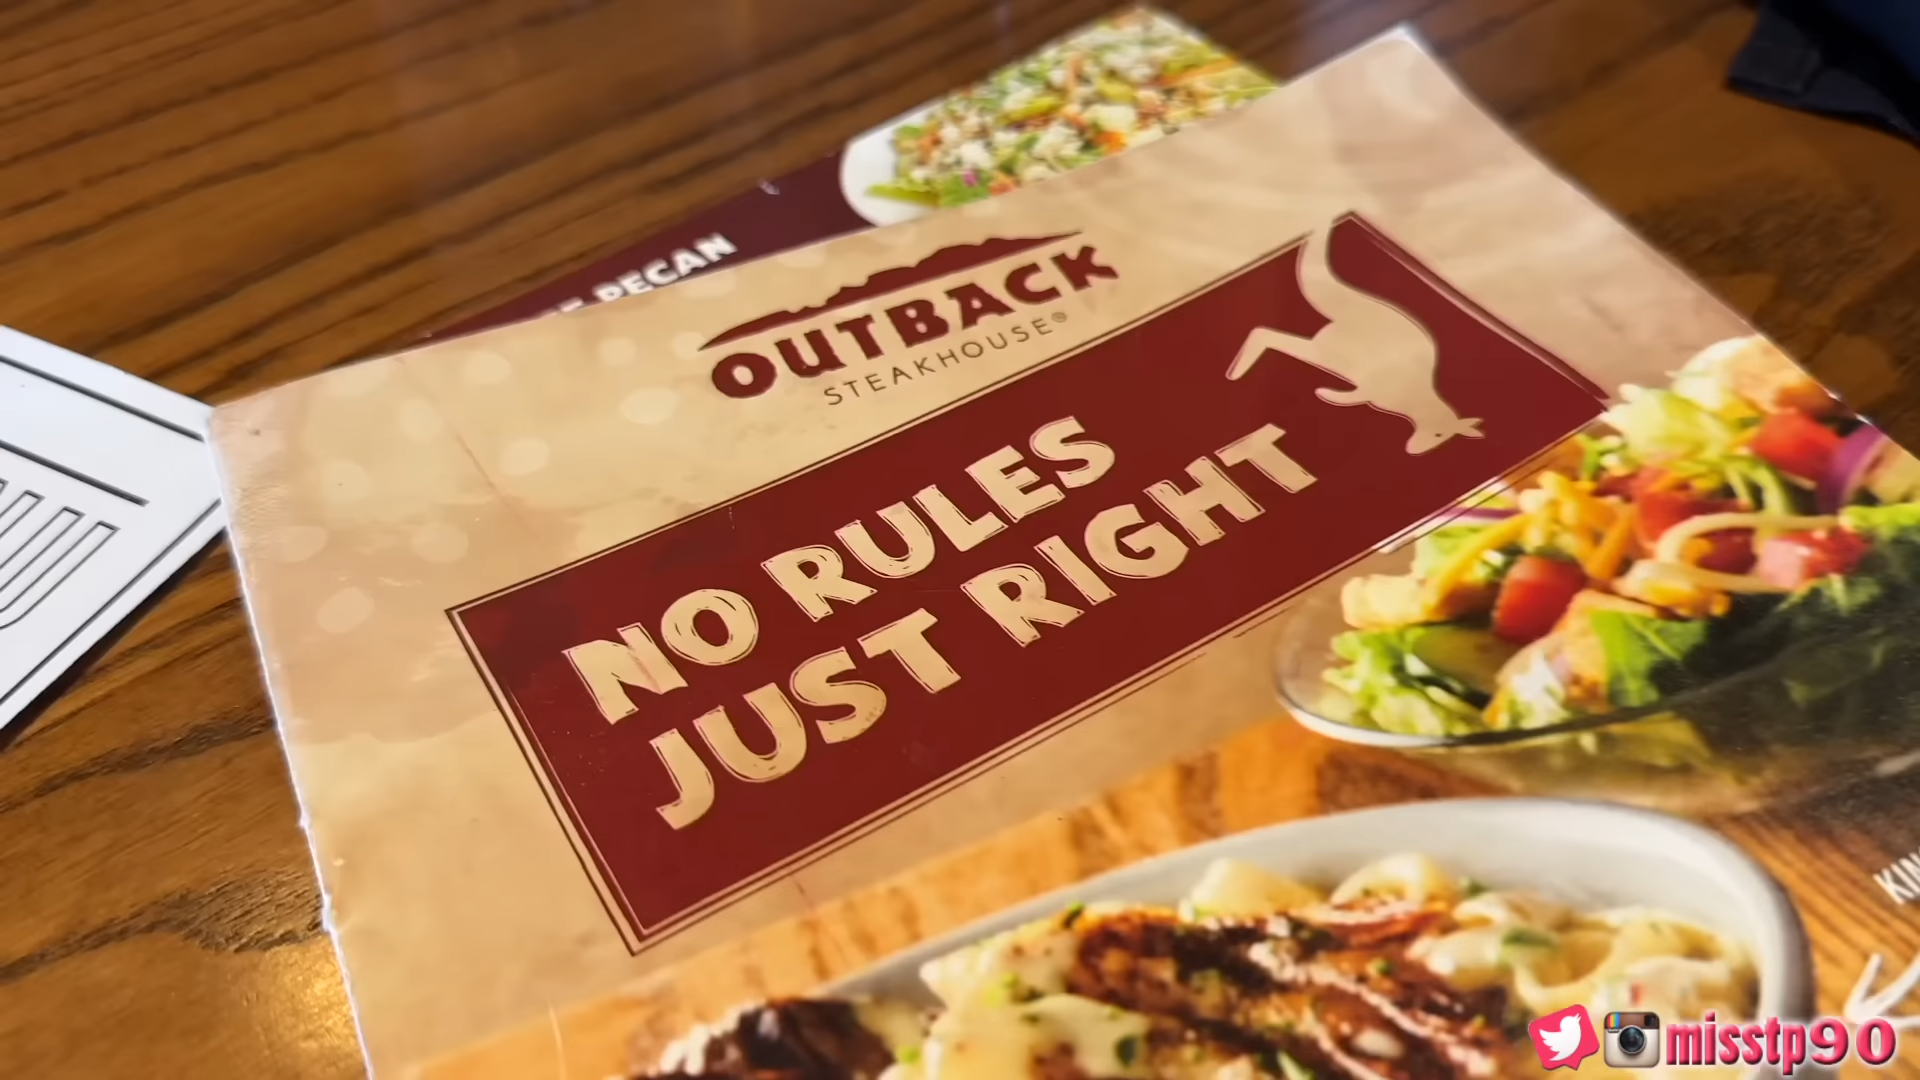 PECAN
OUTBACK
STEAKHOUSE®
NO RULES
JUST RIGHT
misstp90